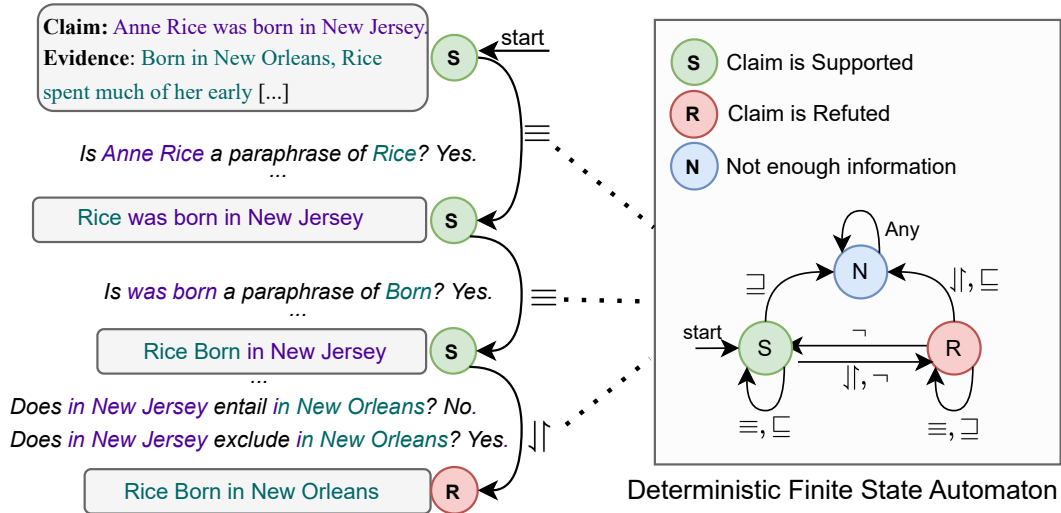 Claim: Anne Rice was born in New Jersey.
Evidence: Born in New Orleans, Rice
spent much of her early [...]
S
start
≡
Is Anne Rice a paraphrase of Rice? Yes.
...
Rice was born in New Jersey
S
Is was born a paraphrase of Born? Yes.
≡
...
Rice Born in New Jersey
S
...
Does in New Jersey entail in New Orleans? No.
Does in New Jersey exclude in New Orleans? Yes.
⥯
Rice Born in New Orleans
R
S Claim is Supported
R Claim is Refuted
N Not enough information
Any
N
⊒
⥯, ⊑
start
S
¬
R
⥯, ¬
≡, ⊑
≡, ⊒
Deterministic Finite State Automaton